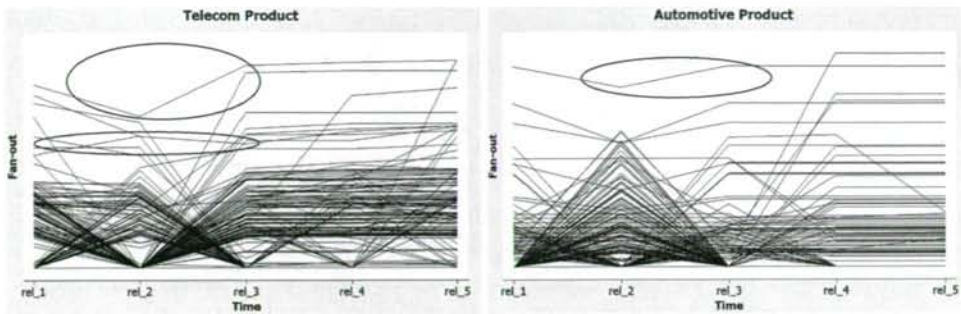 Telecom Product
Fan-out
rel_1 rel_2 rel_3 rel_4 rel_5
Time
Automotive Product
Fan-out
rel_1 rel_2 rel_3 rel_4 rel_5
Time